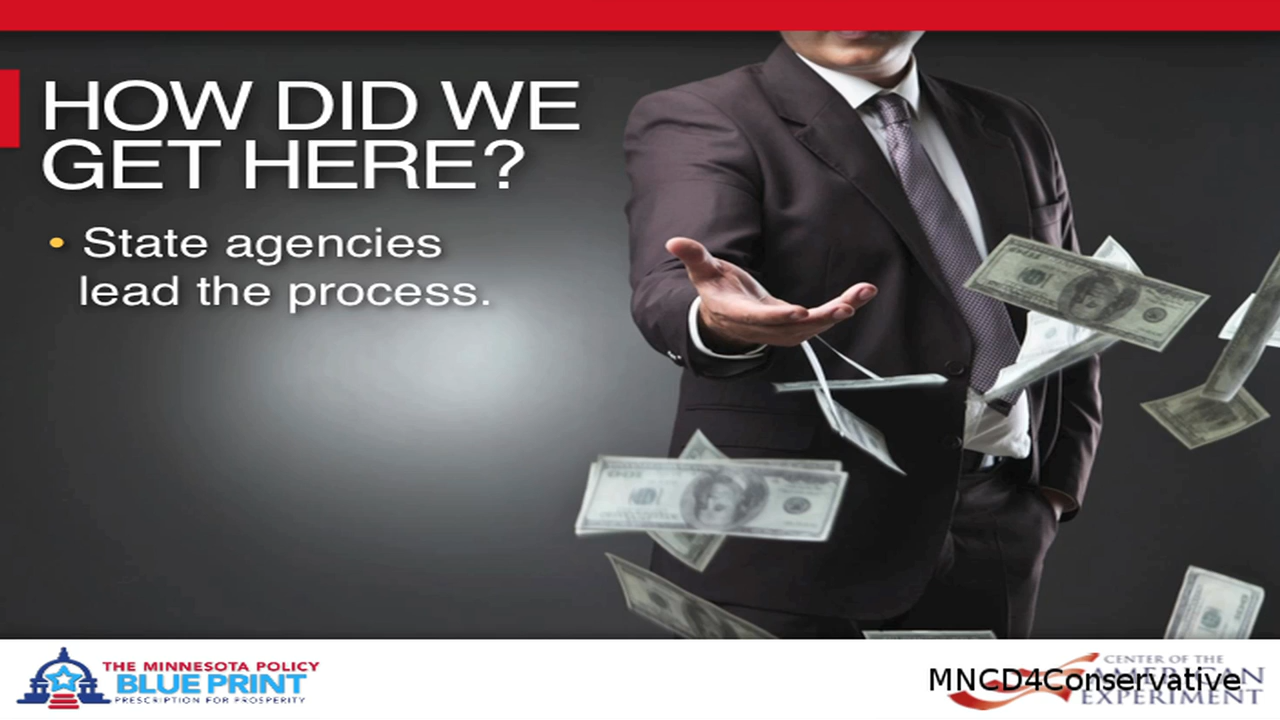 HOW DID WE
GET HERE?
• State agencies
lead the process.
THE MINNESOTA POLICY
BLUE PRINT
PRESCRIPTION FOR PROSPERITY
CENTER OF THE
AMERICAN
EXPERIMENT
MNCD4Conservative